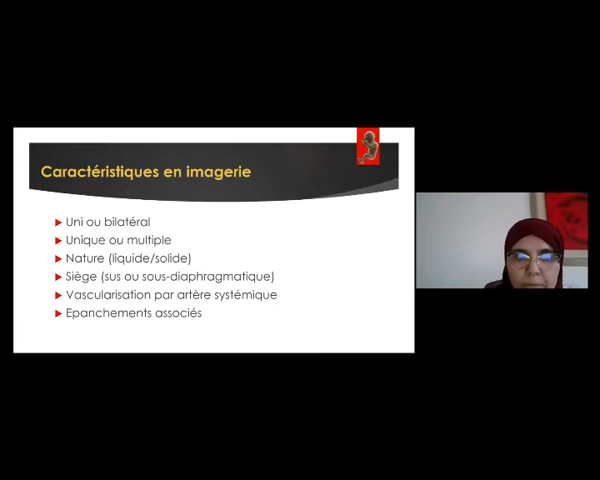 Caractéristiques en imagerie
Uni ou bilatéral
Unique ou multiple
Nature (liquide/solide)
Siège (sus ou sous-diaphragmatique)
Vascularisation par artère systémique
Epanchements associés